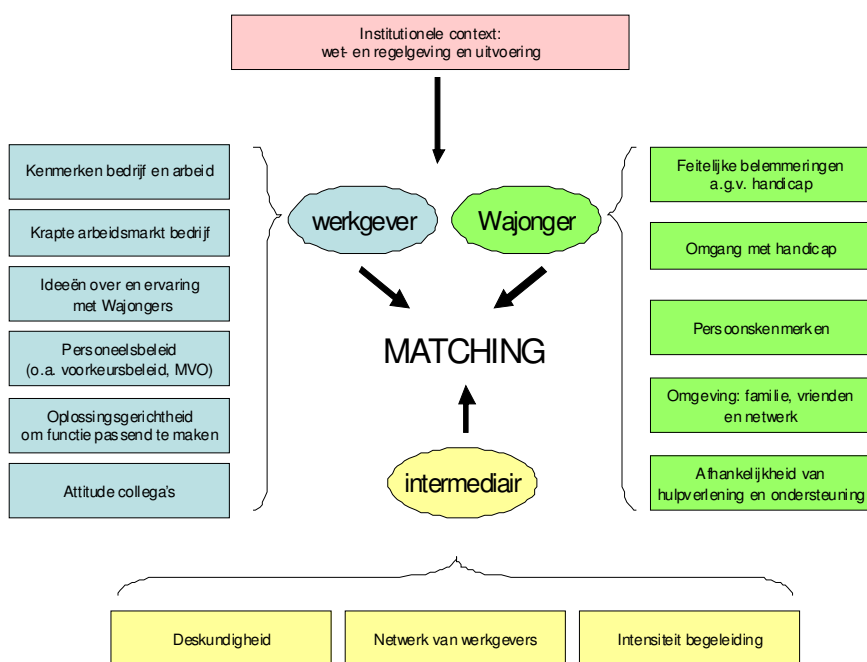 Institutionele context:
wet- en regelgeving en uitvoering
Kenmerken bedrijf en arbeid
Krapte arbeidsmarkt bedrijf
Ideeën over en ervaring
met Wajongers
Personeelsbeleid
(o.a. voorkeursbeleid, MVO)
Oplossingsgerichtheid
om functie passend te maken
Attitude collega's
werkgever
Wajonger
MATCHING
intermediair
Feitelijke belemmeringen
a.g.v. handicap
Omgang met handicap
Persoonskenmerken
Omgeving: familie, vrienden
en netwerk
Afhankelijkheid van
hulpverlening en ondersteuning
Deskundigheid
Netwerk van werkgevers
Intensiteit begeleiding